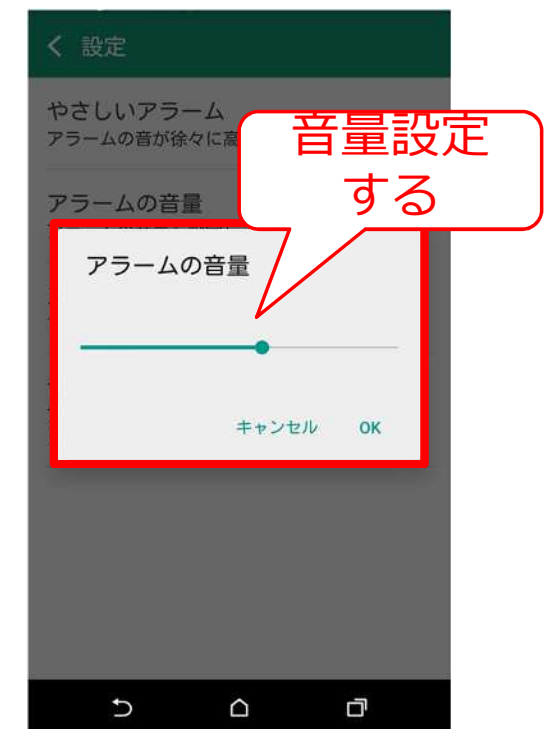 設定
やさしいアラーム
アラームの音が徐々に高
音量設定
する
アラームの音量
アラームの音量
キャンセル OK